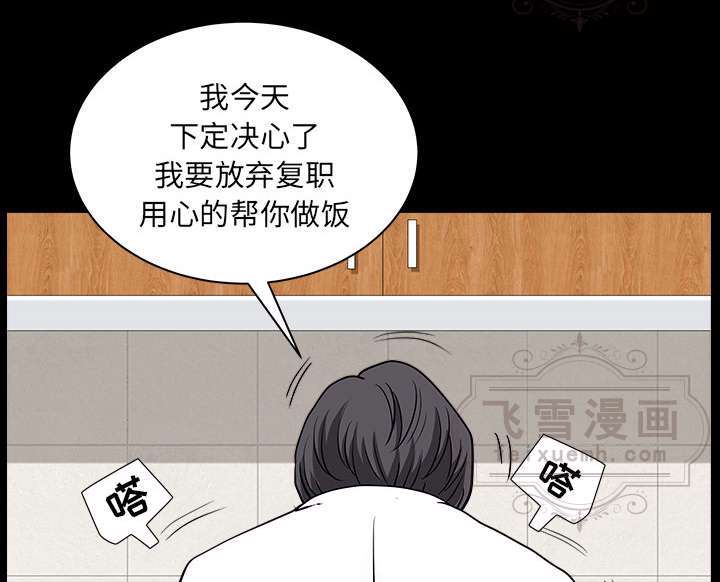 我今天
下定决心了
我要放弃复职
用心的帮你做饭
飞雪漫画
feixuemh.com
嗒
嗒